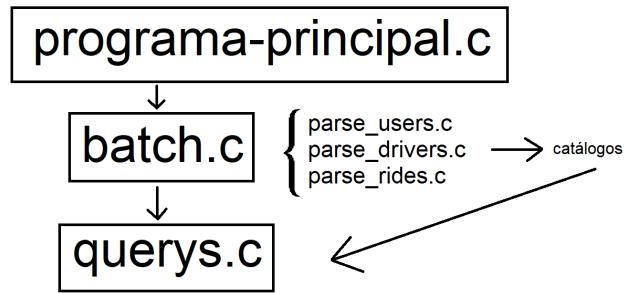 programa-principal.c
batch.c
parse_users.c
parse_drivers.c
parse_rides.c
catálogos
querys.c